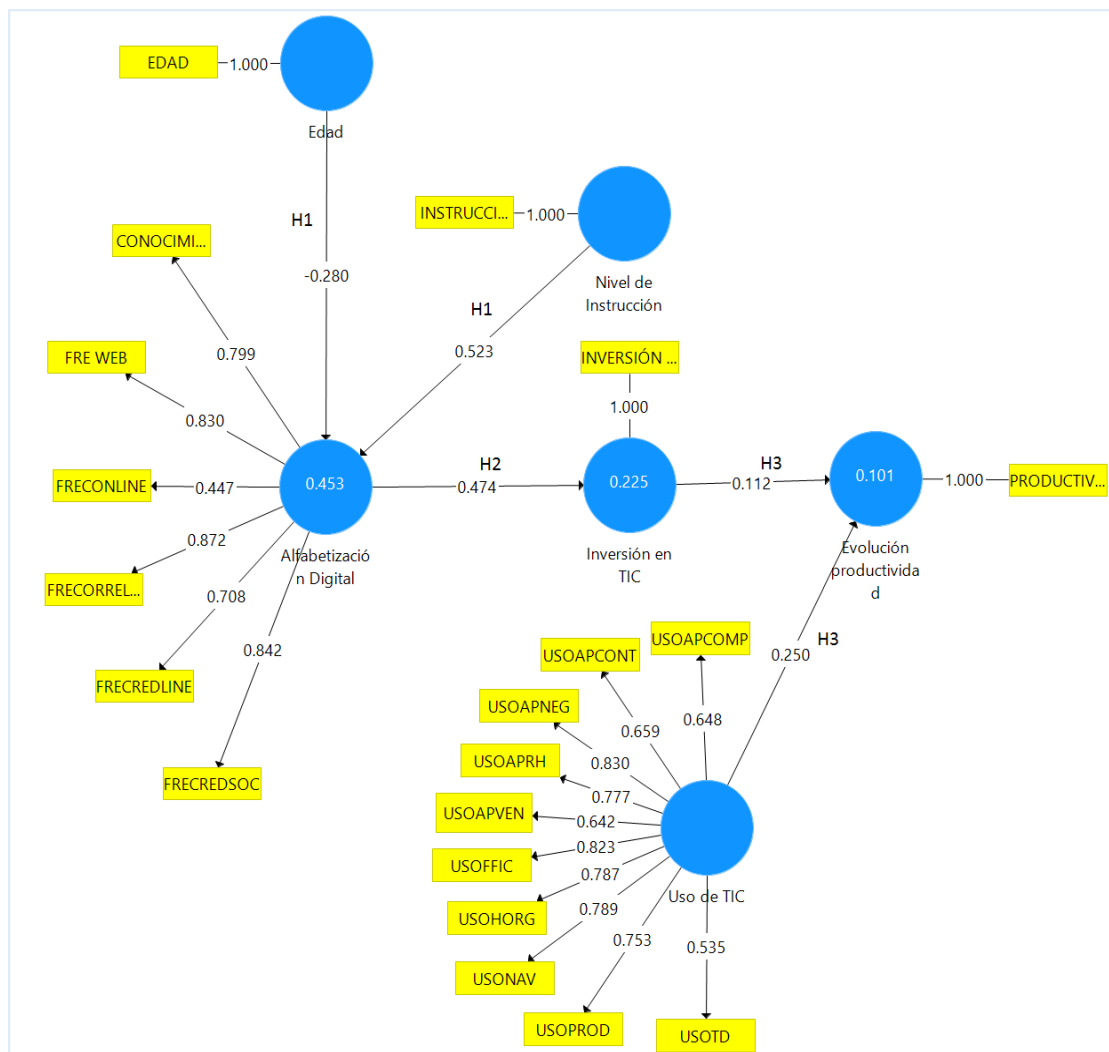 EDAD
1.000
Edad
H1
-0.280
INSTRUCCI...
1.000
Nivel de
Instrucción
H1
0.523
CONOCIMI...
0.799
FRE WEB
0.830
FRECONLINE
0.447
FRECORREL...
0.872
FRECREDLINE
0.708
FRECREDSOC
0.842
0.453
Alfabetizació
n Digital
H2
0.474
INVERSIÓN ...
1.000
0.225
Inversión en
TIC
H3
0.112
0.101
Evolución
productivida
d
1.000
PRODUCTIV...
H3
0.250
USOAPCOMP
0.648
USOAPCONT
0.659
USOAPNEG
0.830
USOAPRH
0.777
USOAPVEN
0.642
USOFFIC
0.823
USOHORG
0.787
USONAV
0.789
USOPROD
0.753
USOTD
0.535
Uso de TIC